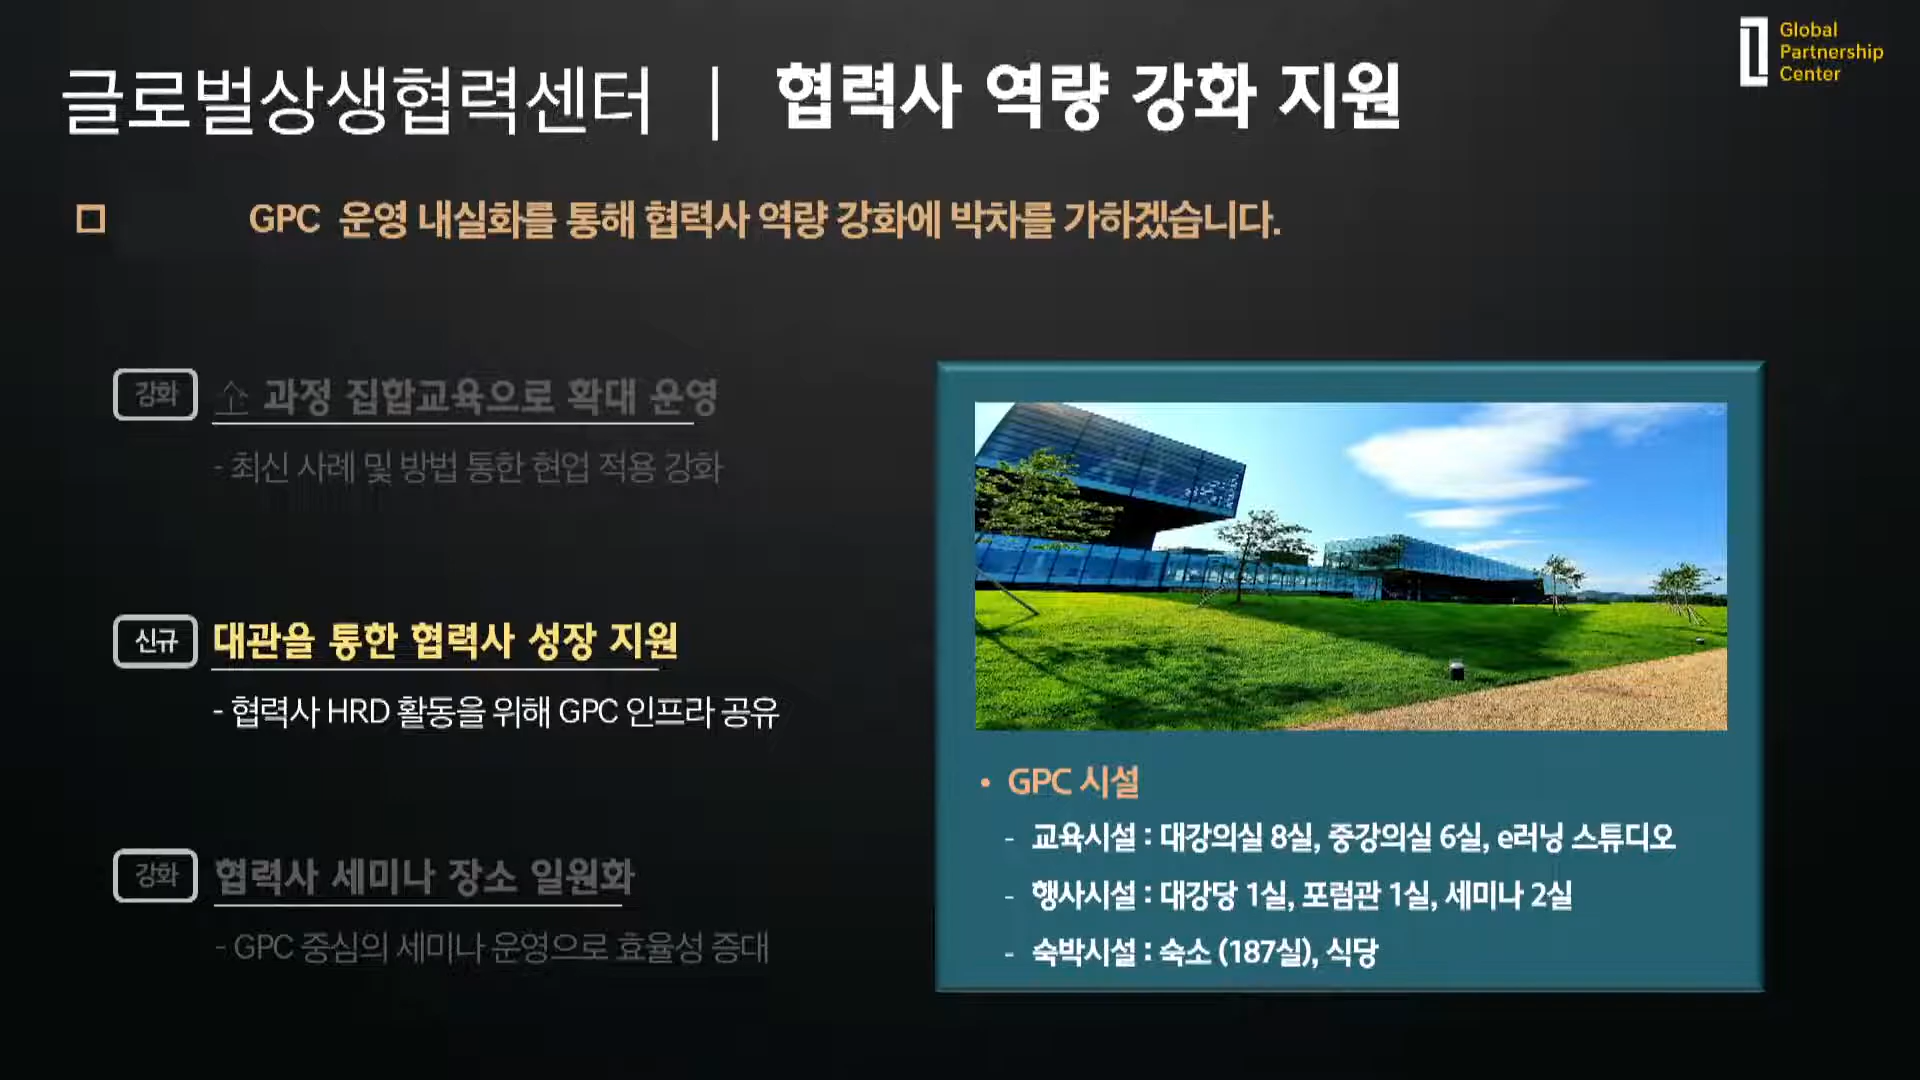 Global
Partnership
Center
글로벌상생협력센터 | 협력사 역량 강화 지원
GPC 운영 내실화를 통해 협력사 역량 강화에 박차를 가하겠습니다.
강화 全 과정 집합교육으로 확대 운영
- 최신 사례 및 방법 통한 현업 적용 강화
신규 대관을 통한 협력사 성장 지원
- 협력사 HRD 활동을 위해 GPC 인프라 공유
강화 협력사 세미나 장소 일원화
- GPC 중심의 세미나 운영으로 효율성 증대
• GPC 시설
- 교육시설 : 대강의실 8실, 중강의실 6실, e러닝 스튜디오
- 행사시설 : 대강당 1실, 포럼관 1실, 세미나 2실
- 숙박시설 : 숙소 (187실), 식당